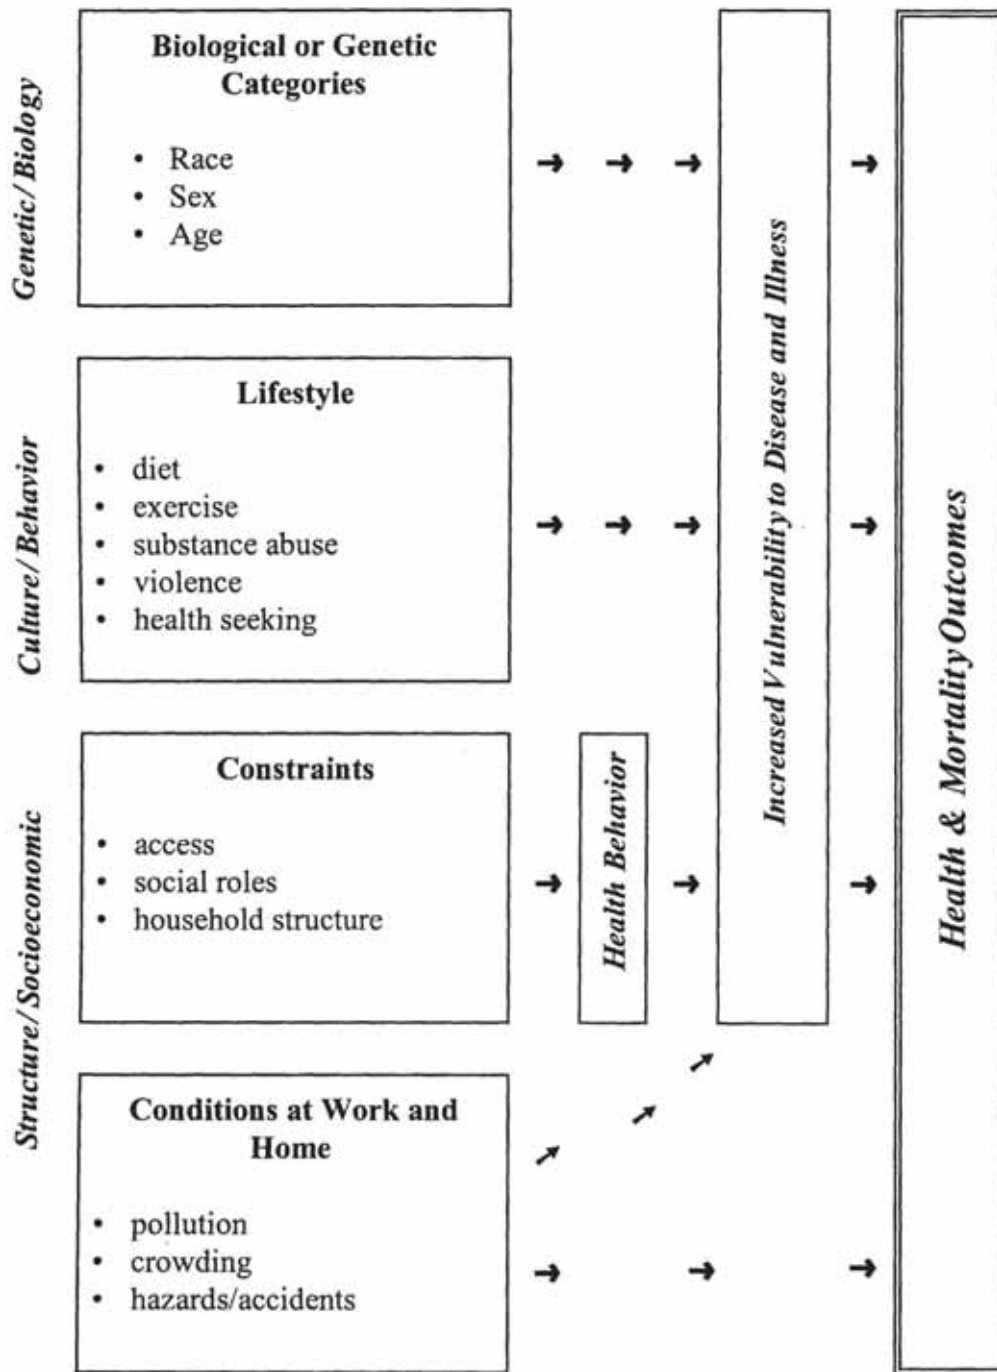 Genetic/Biology
Biological or Genetic
Categories
• Race
• Sex
• Age
Culture/Behavior
Lifestyle
• diet
• exercise
• substance abuse
• violence
• health seeking
Structure/Socioeconomic
Constraints
• access
• social roles
• household structure
Health Behavior
Conditions at Work and
Home
• pollution
• crowding
• hazards/accidents
Increased Vulnerability to Disease and Illness
Health & Mortality Outcomes